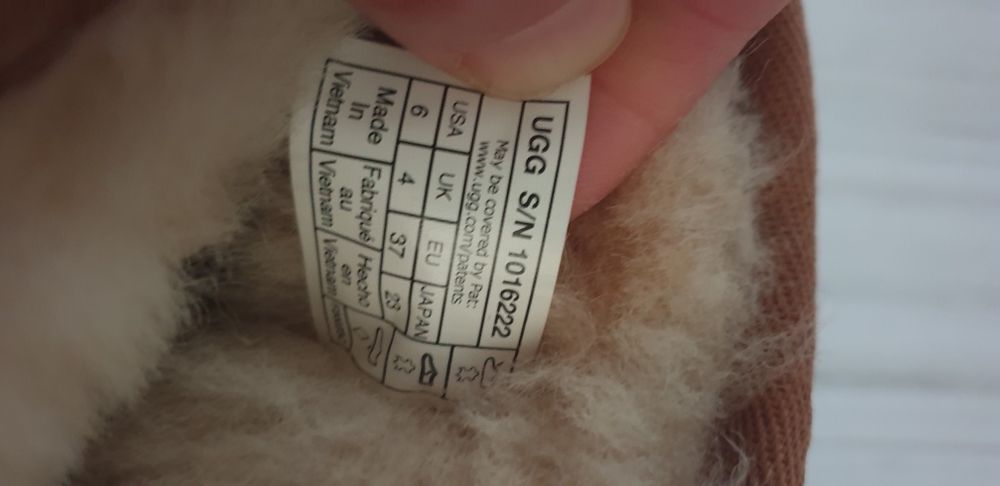 UGG S/N 1016222
May be covered by Pat:
www.ugg.com/patents
USA UK EU JAPAN
6 4 37 23
Made In Vietnam
Fabriqué au Vietnam
Hecho en Vietnam